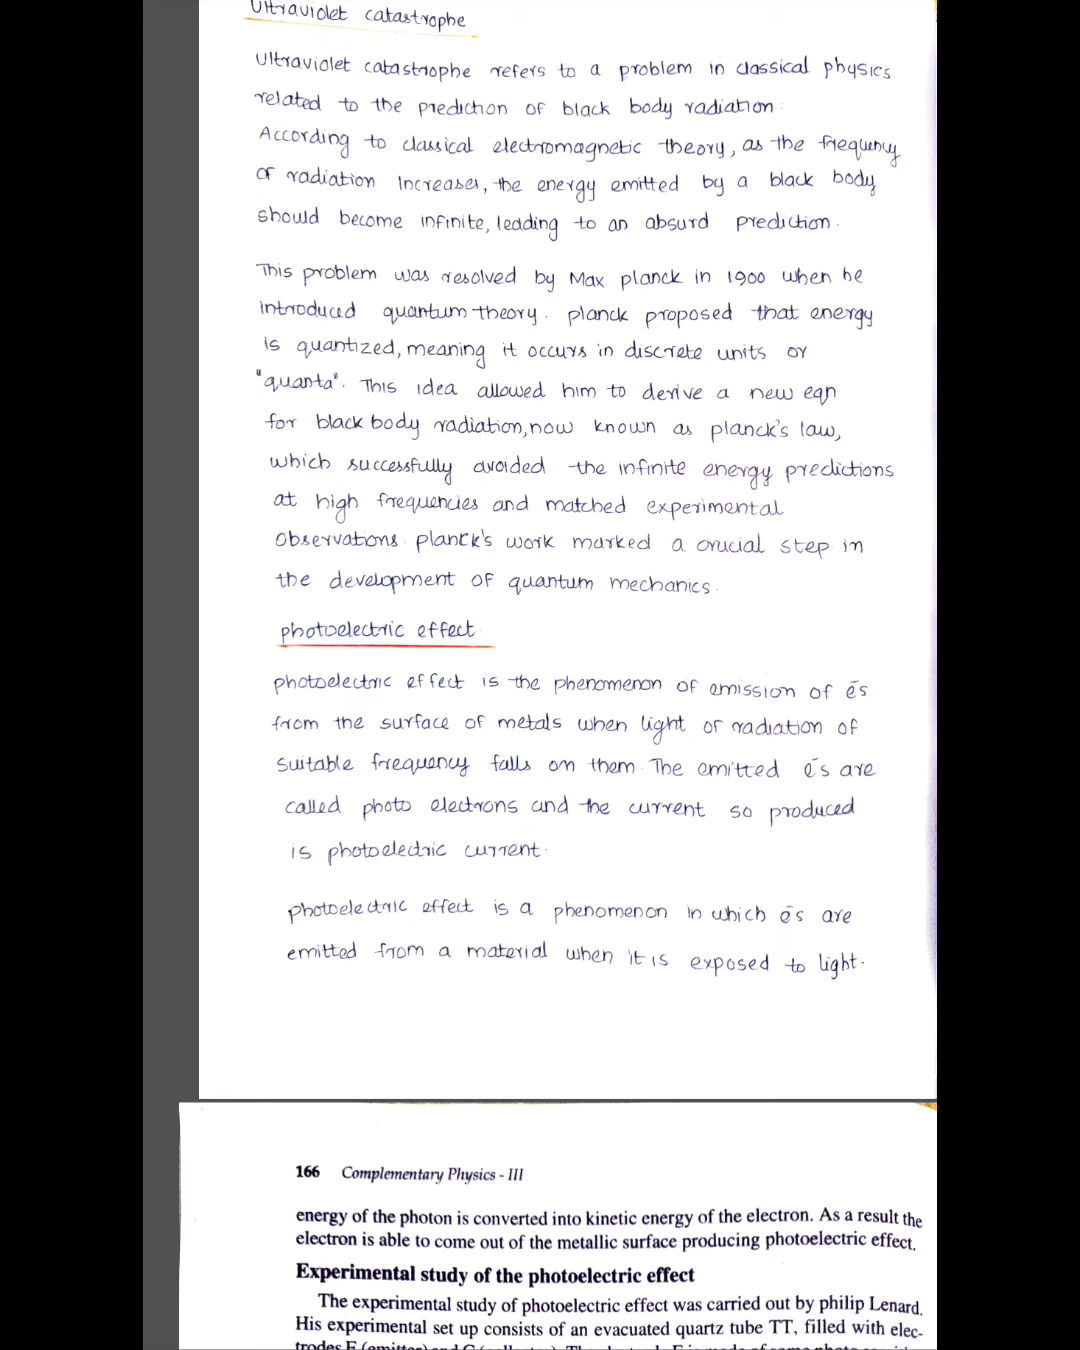 Ultraviolet catastrophe
Ultraviolet catastrophe refers to a problem in classical physics
related to the prediction of black body radiation.
According to classical electromagnetic theory, as the frequency
of radiation increases, the energy emitted by a black body
should become infinite, leading to an absurd prediction.
This problem was resolved by Max planck in 1900 when he
introduced quantum theory. planck proposed that energy
is quantized, meaning it occurs in discrete units or
"quanta". This idea allowed him to derive a new eqn
for black body radiation, now known as planck's law,
which successfully avoided the infinite energy predictions
at high frequencies and matched experimental
observations. planck's work marked a crucial step in
the development of quantum mechanics.
photoelectric effect
photoelectric effect is the phenomenon of emission of ēs
from the surface of metals when light or radiation of
suitable frequency falls on them. The emitted ēs are
called photo electrons and the current so produced
is photoelectric current.
photoelectric effect is a phenomenon in which ēs are
emitted from a material when it is exposed to light.
166 Complementary Physics - III
energy of the photon is converted into kinetic energy of the electron. As a result the
electron is able to come out of the metallic surface producing photoelectric effect.
Experimental study of the photoelectric effect
The experimental study of photoelectric effect was carried out by philip Lenard.
His experimental set up consists of an evacuated quartz tube TT, filled with elec-